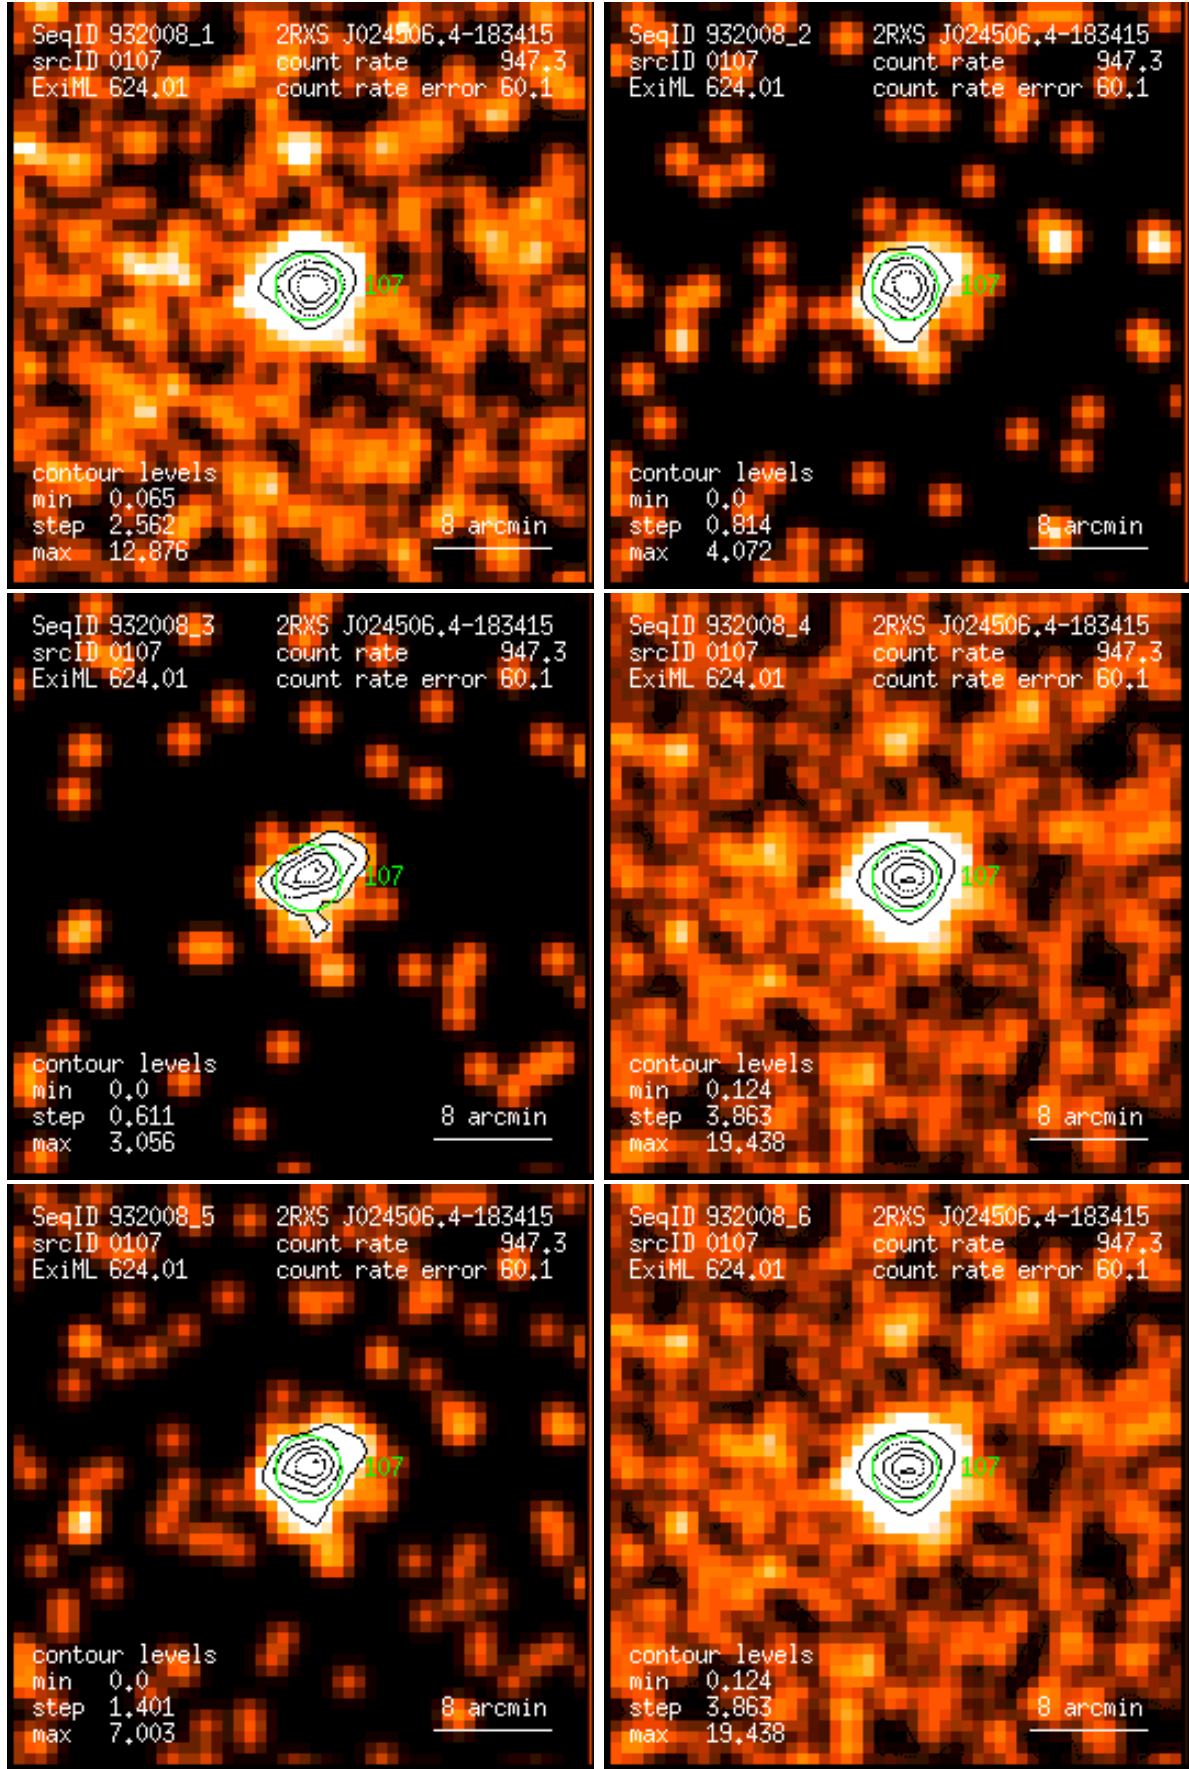 SeqID 932008_1 2RXS J024506.4-183415
srcID 0107 count rate 947.3
ExiML 624.01 count rate error 60.1
107
contour levels
min 0.065
step 2.562 8 arcmin
max 12.876
SeqID 932008_2 2RXS J024506.4-183415
srcID 0107 count rate 947.3
ExiML 624.01 count rate error 60.1
107
contour levels
min 0.0
step 0.814 8 arcmin
max 4.072
SeqID 932008_3 2RXS J024506.4-183415
srcID 0107 count rate 947.3
ExiML 624.01 count rate error 60.1
107
contour levels
min 0.0
step 0.611 8 arcmin
max 3.056
SeqID 932008_4 2RXS J024506.4-183415
srcID 0107 count rate 947.3
ExiML 624.01 count rate error 60.1
107
contour levels
min 0.124
step 3.863 8 arcmin
max 19.438
SeqID 932008_5 2RXS J024506.4-183415
srcID 0107 count rate 947.3
ExiML 624.01 count rate error 60.1
107
contour levels
min 0.0
step 1.401 8 arcmin
max 7.003
SeqID 932008_6 2RXS J024506.4-183415
srcID 0107 count rate 947.3
ExiML 624.01 count rate error 60.1
107
contour levels
min 0.124
step 3.863 8 arcmin
max 19.438